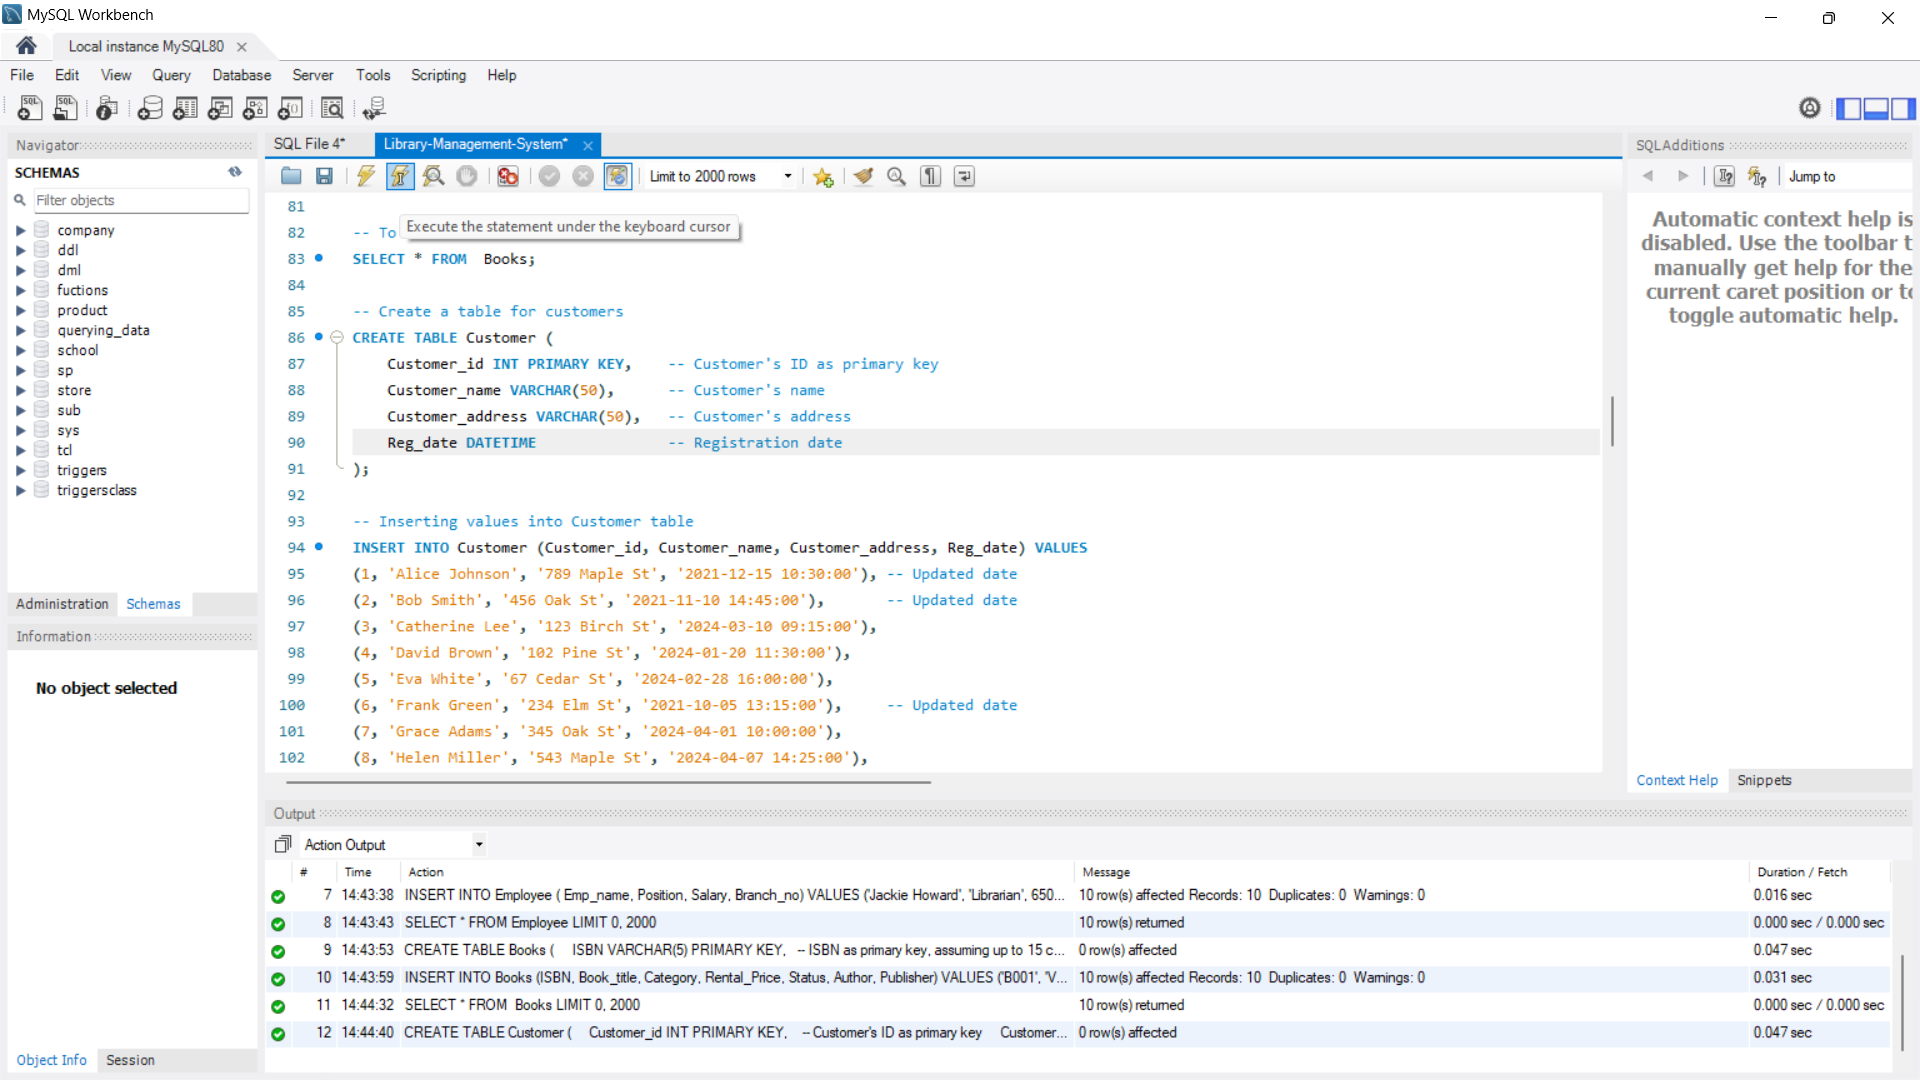 MySQL Workbench
Local instance MySQL80
File Edit View Query Database Server Tools Scripting Help
Navigator
SCHEMAS
Filter objects
company
ddl
dml
fuctions
product
querying_data
school
sp
store
sub
sys
tcl
triggers
triggersclass
Administration Schemas
Information
No object selected
Object Info Session
SQL File 4* Library-Management-System*
Limit to 2000 rows
Execute the statement under the keyboard cursor
81
82 -- To
83 SELECT * FROM  Books;
84
85 -- Create a table for customers
86 CREATE TABLE Customer (
87 Customer_id INT PRIMARY KEY,    -- Customer's ID as primary key
88 Customer_name VARCHAR(50),      -- Customer's name
89 Customer_address VARCHAR(50),   -- Customer's address
90 Reg_date DATETIME               -- Registration date
91 );
92
93 -- Inserting values into Customer table
94 INSERT INTO Customer (Customer_id, Customer_name, Customer_address, Reg_date) VALUES
95 (1, 'Alice Johnson', '789 Maple St', '2021-12-15 10:30:00'), -- Updated date
96 (2, 'Bob Smith', '456 Oak St', '2021-11-10 14:45:00'),       -- Updated date
97 (3, 'Catherine Lee', '123 Birch St', '2024-03-10 09:15:00'),
98 (4, 'David Brown', '102 Pine St', '2024-01-20 11:30:00'),
99 (5, 'Eva White', '67 Cedar St', '2024-02-28 16:00:00'),
100 (6, 'Frank Green', '234 Elm St', '2021-10-05 13:15:00'),     -- Updated date
101 (7, 'Grace Adams', '345 Oak St', '2024-04-01 10:00:00'),
102 (8, 'Helen Miller', '543 Maple St', '2024-04-07 14:25:00'),
SQLAdditions
Jump to
Automatic context help is
disabled. Use the toolbar t
manually get help for the
current caret position or to
toggle automatic help.
Context Help Snippets
Output
Action Output
# Time Action Message Duration / Fetch
7 14:43:38 INSERT INTO Employee ( Emp_name, Position, Salary, Branch_no) VALUES ('Jackie Howard', 'Librarian', 650... 10 row(s) affected Records: 10  Duplicates: 0  Warnings: 0 0.016 sec
8 14:43:43 SELECT * FROM Employee LIMIT 0, 2000 10 row(s) returned 0.000 sec / 0.000 sec
9 14:43:53 CREATE TABLE Books (     ISBN VARCHAR(5) PRIMARY KEY,   -- ISBN as primary key, assuming up to 15 c... 0 row(s) affected 0.047 sec
10 14:43:59 INSERT INTO Books (ISBN, Book_title, Category, Rental_Price, Status, Author, Publisher) VALUES ('B001', 'V... 10 row(s) affected Records: 10  Duplicates: 0  Warnings: 0 0.031 sec
11 14:44:32 SELECT * FROM  Books LIMIT 0, 2000 10 row(s) returned 0.000 sec / 0.000 sec
12 14:44:40 CREATE TABLE Customer (     Customer_id INT PRIMARY KEY,    -- Customer's ID as primary key     Customer... 0 row(s) affected 0.047 sec